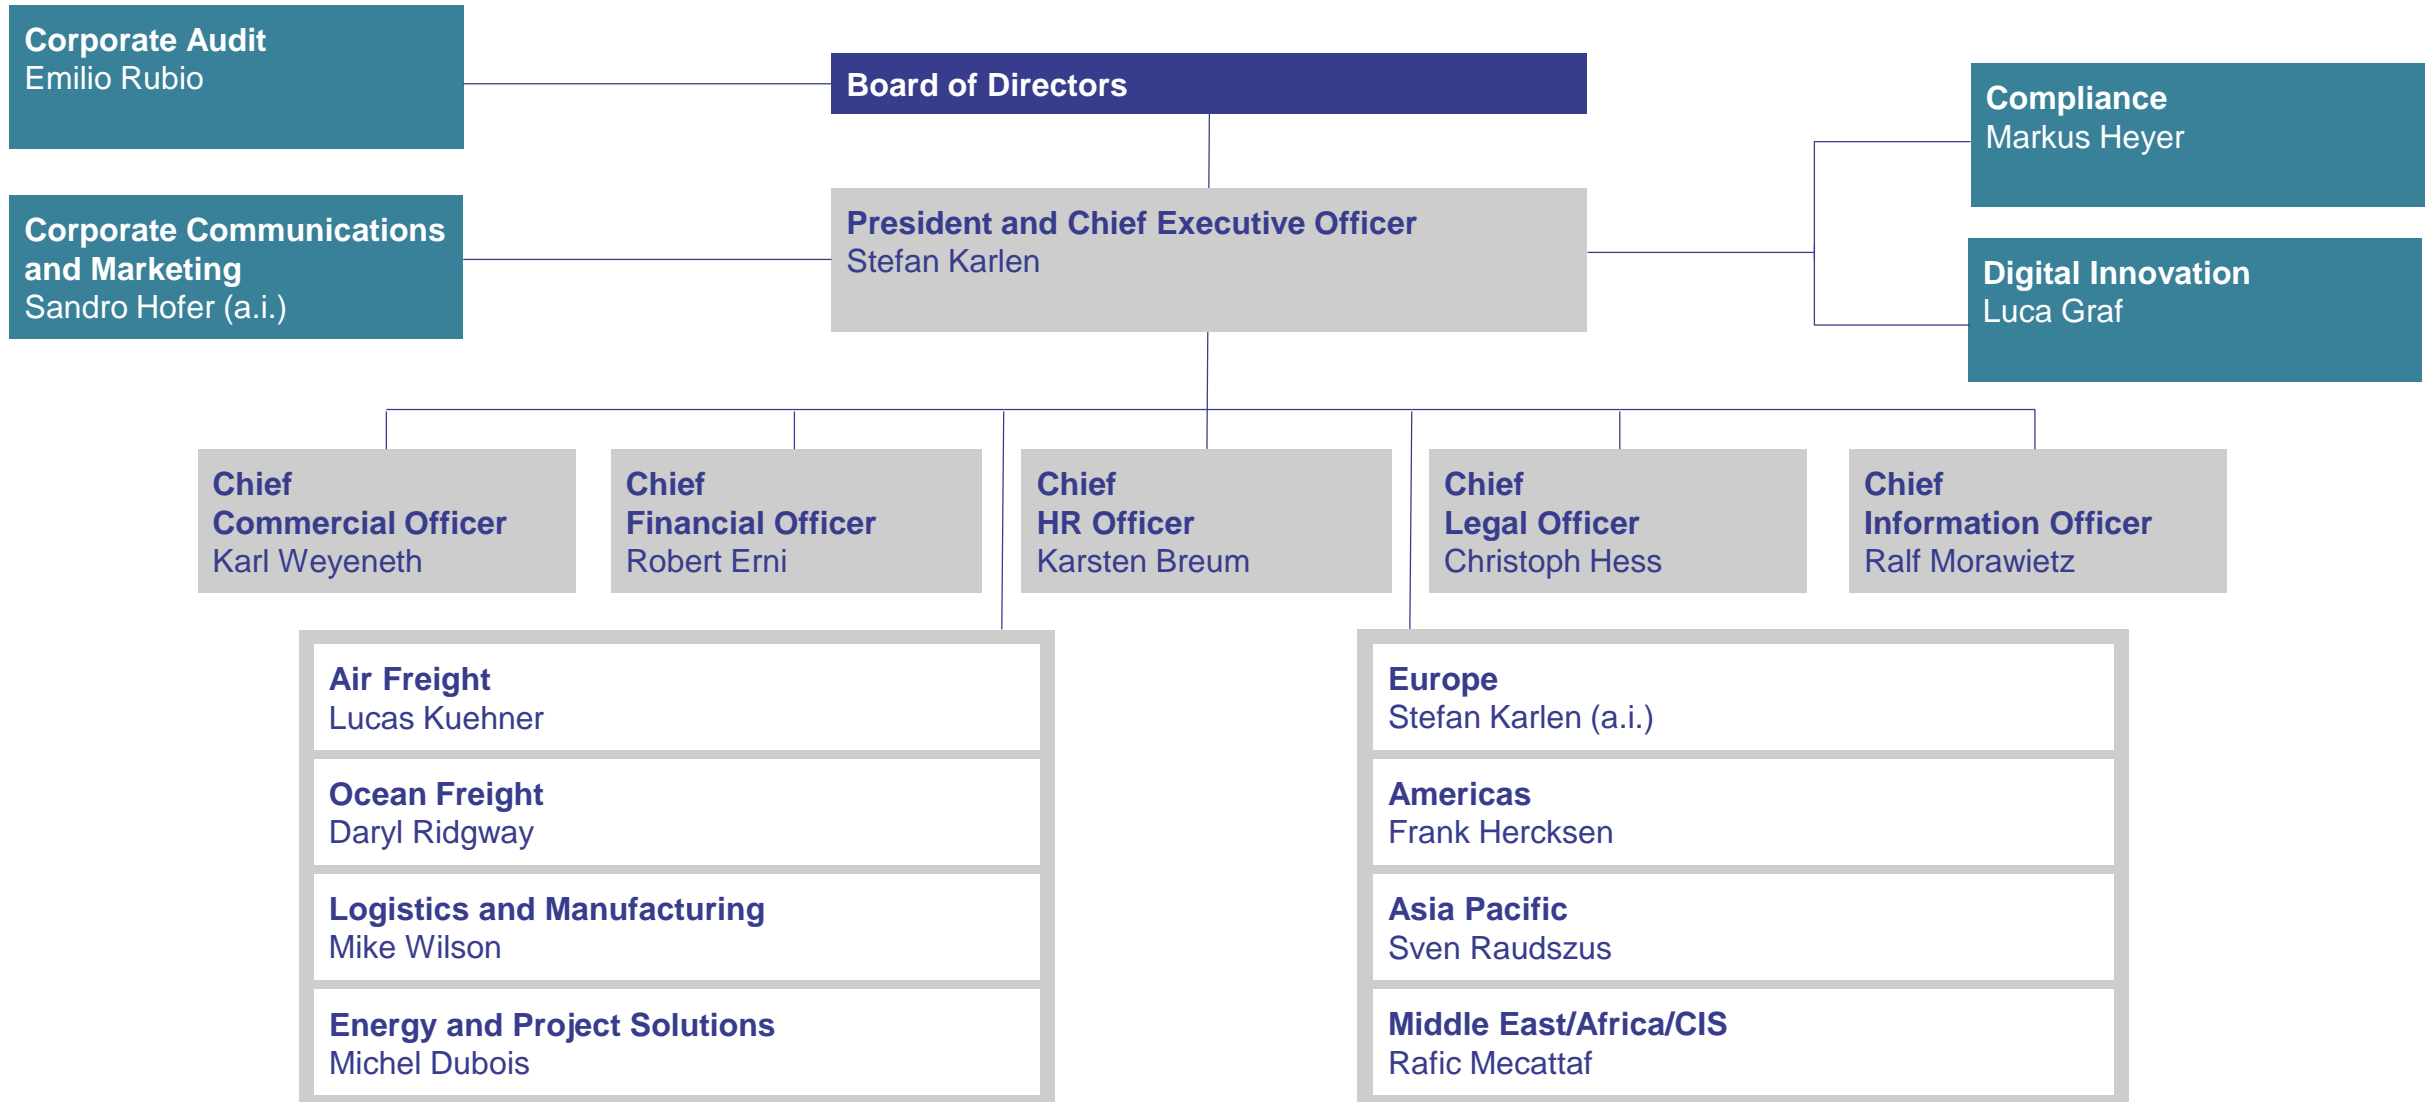 Corporate Audit
Emilio Rubio
Board of Directors
Compliance
Markus Heyer
Corporate Communications
and Marketing
Sandro Hofer (a.i.)
President and Chief Executive Officer
Stefan Karlen
Digital Innovation
Luca Graf
Chief
Commercial Officer
Karl Weyeneth
Chief
Financial Officer
Robert Erni
Chief
HR Officer
Karsten Breum
Chief
Legal Officer
Christoph Hess
Chief
Information Officer
Ralf Morawietz
Air Freight
Lucas Kuehner
Ocean Freight
Daryl Ridgway
Logistics and Manufacturing
Mike Wilson
Energy and Project Solutions
Michel Dubois
Europe
Stefan Karlen (a.i.)
Americas
Frank Hercksen
Asia Pacific
Sven Raudszus
Middle East/Africa/CIS
Rafic Mecattaf